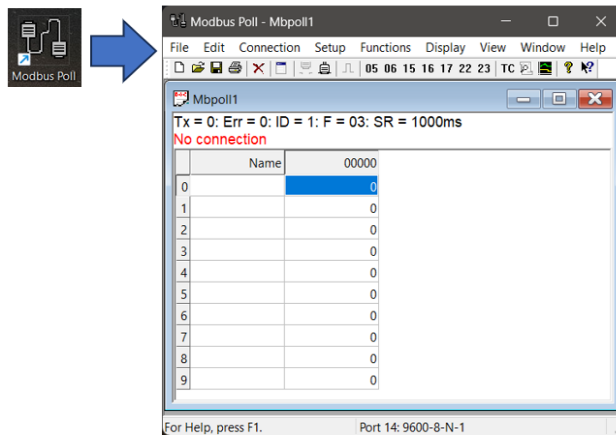 Modbus Poll
Modbus Poll - Mbpoll1
File Edit Connection Setup Functions Display View Window Help
05 06 15 16 17 22 23 TC
Mbpoll1
Tx = 0: Err = 0: ID = 1: F = 03: SR = 1000ms
No connection
Name 00000
0 0
1 0
2 0
3 0
4 0
5 0
6 0
7 0
8 0
9 0
For Help, press F1. Port 14: 9600-8-N-1